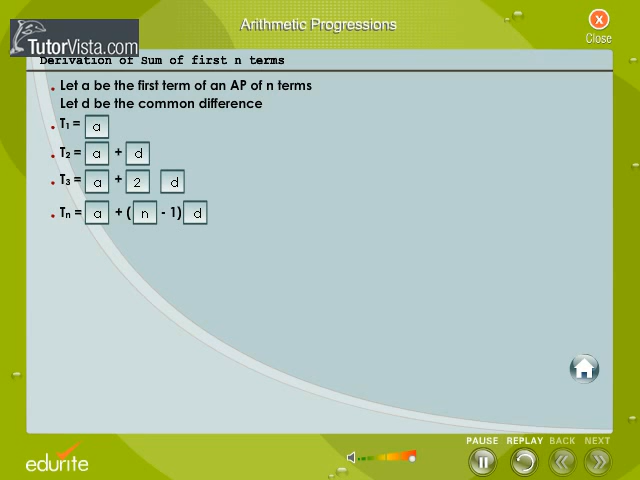 Arithmetic Progressions
Close
TutorVista.com
Derivation of Sum of first n terms
Let a be the first term of an AP of n terms
Let d be the common difference
T₁ = a
T₂ = a + d
T₃ = a + 2 d
Tₙ = a + ( n - 1) d
PAUSE REPLAY BACK NEXT
edurite